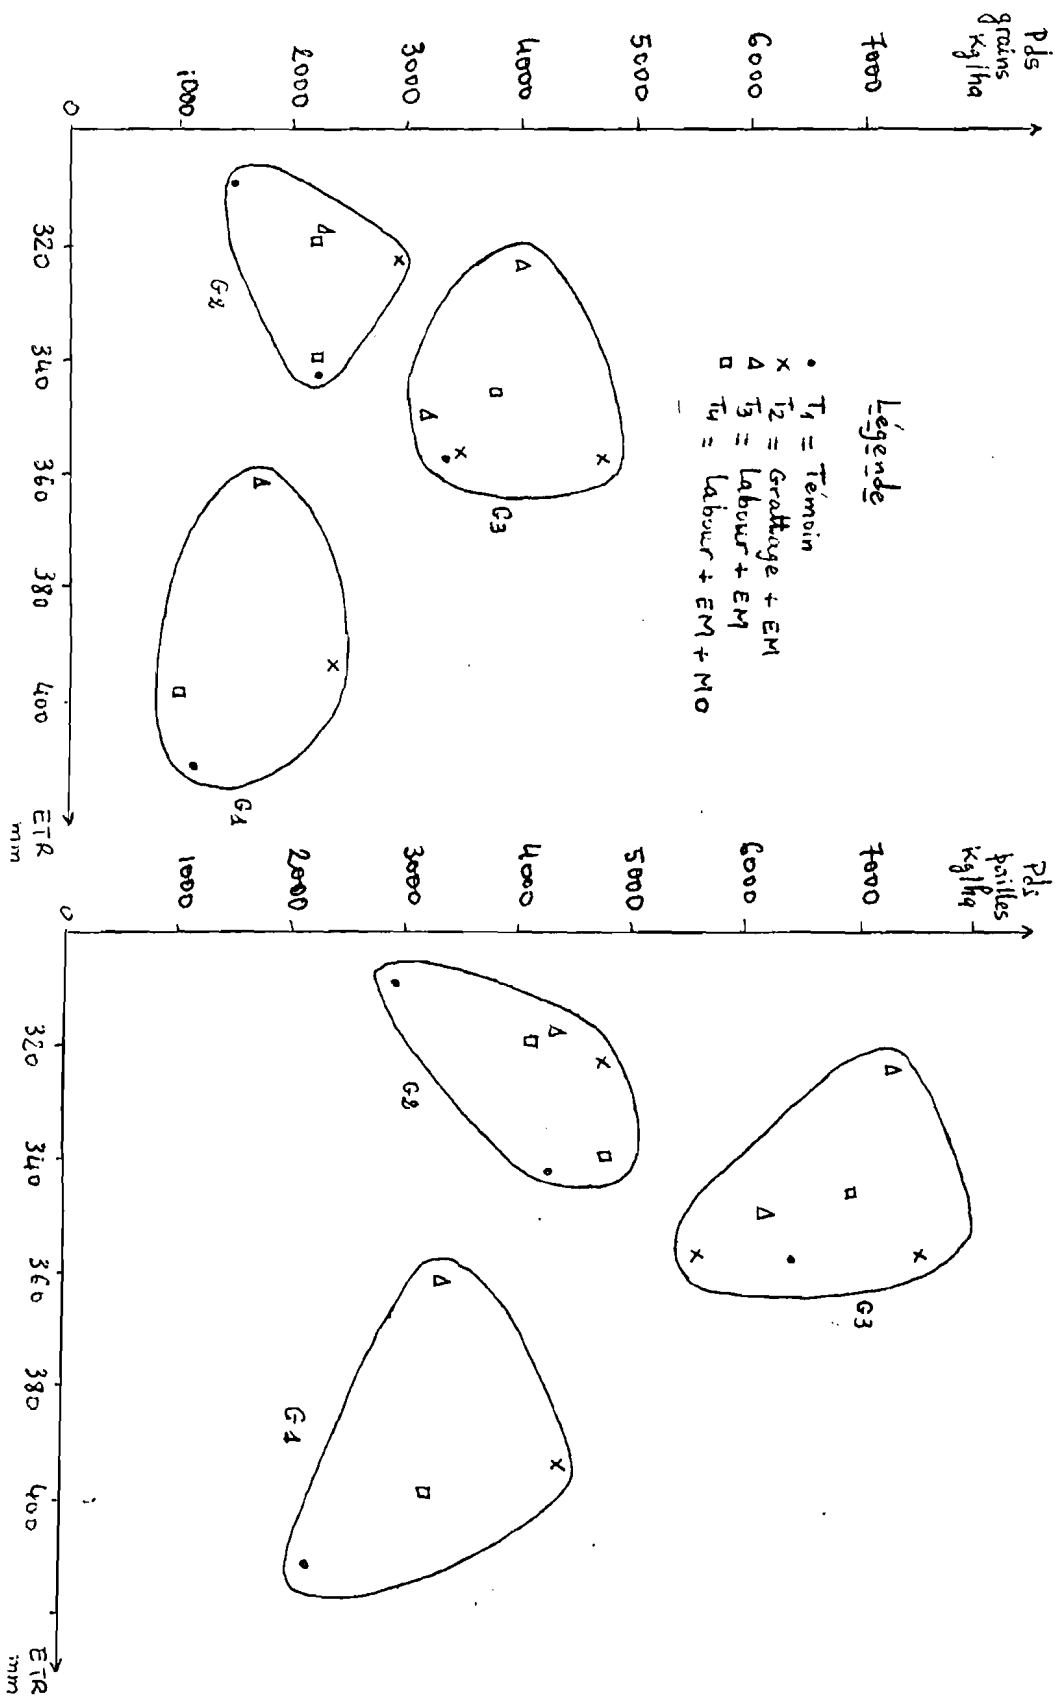 Pds
grains
Kg/ha
7000
6000
5000
4000
3000
2000
1000
0
320
340
360
380
400
ETR
mm
G2
G3
G1
Légende
• T1 = Témoin
× T2 = Grattage + EM
Δ T3 = Labour + EM
□ T4 = Labour + EM + MO
Pds
pailles
Kg/ha
7000
6000
5000
4000
3000
2000
1000
0
320
340
360
380
400
ETR
mm
G2
G3
G1